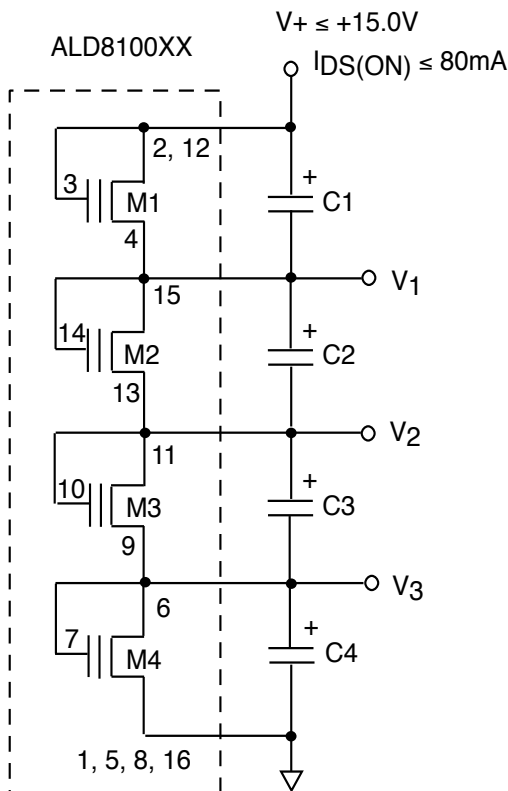 V+ ≤ +15.0V
ALD8100XX
IDS(ON) ≤ 80mA
2, 12
3
M1
+
C1
4
15
V1
14
M2
+
C2
13
11
V2
10
M3
+
C3
9
6
V3
7
M4
+
C4
1, 5, 8, 16